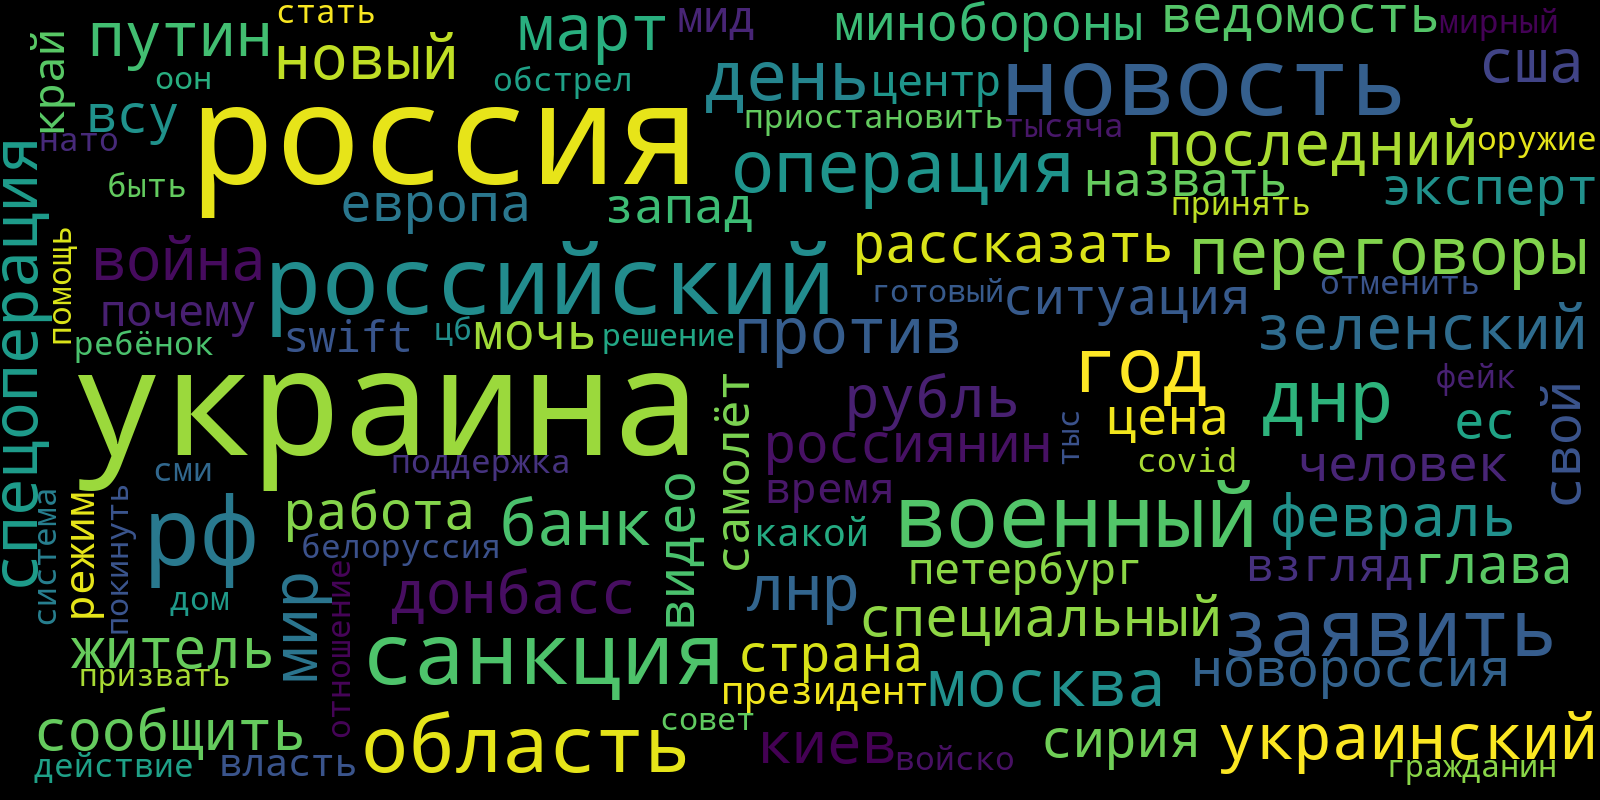 стать
мид
ведомость
мирный
путин
новый
март
минобороны
сша
край
оон
обстрел
день
центр
новость
всу
нато
россия
приостановить
тысяча
последний
оружие
операция
быть
европа
запад
назвать
принять
эксперт
спецоперация
помощь
война
российский
рассказать
переговоры
почему
готовый
ситуация
отменить
ребёнок
swift
цб
мочь
решение
против
зеленский
украина
самолёт
год
рубль
тыс
цена
днр
фейк
ес
свой
россиянин
сми
поддержка
время
covid
человек
система
режим
покинуть
рф
работа
банк
видео
какой
военный
февраль
белоруссия
петербург
взгляд
глава
дом
мир
отношение
донбасс
лнр
специальный
заявить
житель
призвать
санкция
страна
президент
москва
новороссия
сообщить
совет
область
киев
войско
сирия
украинский
действие
власть
гражданин